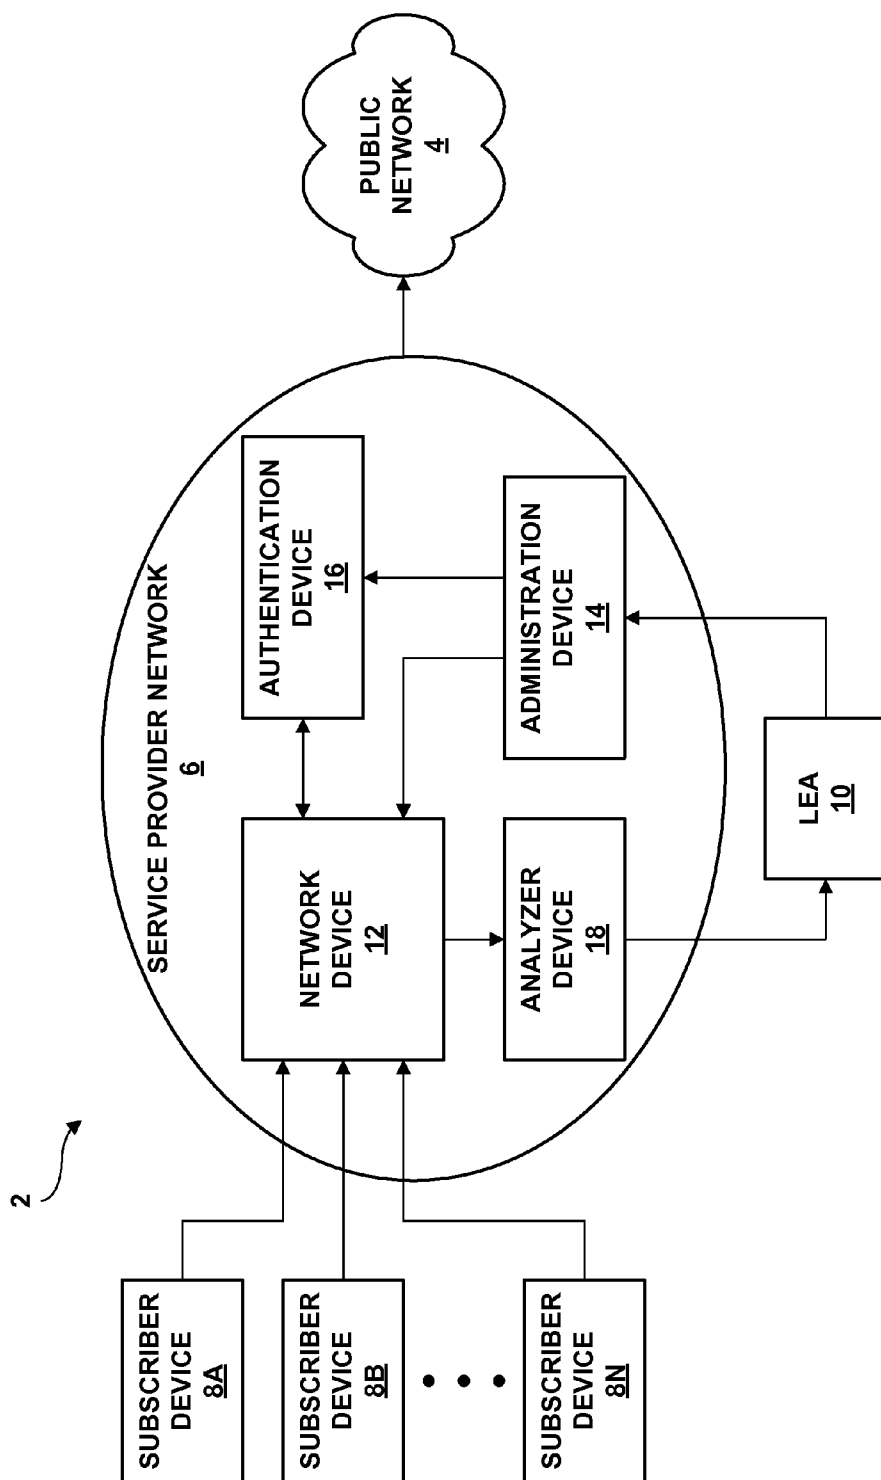 2
SERVICE PROVIDER NETWORK
6
PUBLIC
NETWORK
4
SUBSCRIBER
DEVICE
8A
SUBSCRIBER
DEVICE
8B
SUBSCRIBER
DEVICE
8N
NETWORK
DEVICE
12
AUTHENTICATION
DEVICE
16
ANALYZER
DEVICE
18
ADMINISTRATION
DEVICE
14
LEA
10